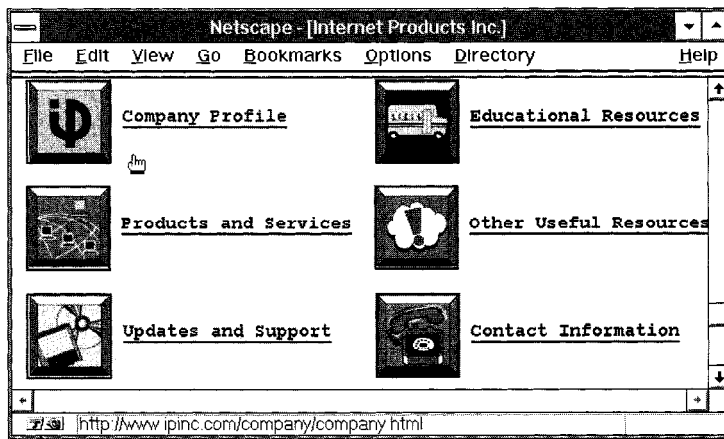 Netscape - [Internet Products Inc.]
File Edit View Go Bookmarks Options Directory Help
ip Company Profile Educational Resources
Products and Services Other Useful Resources
Updates and Support Contact Information
http://www.ipinc.com/company/company.html